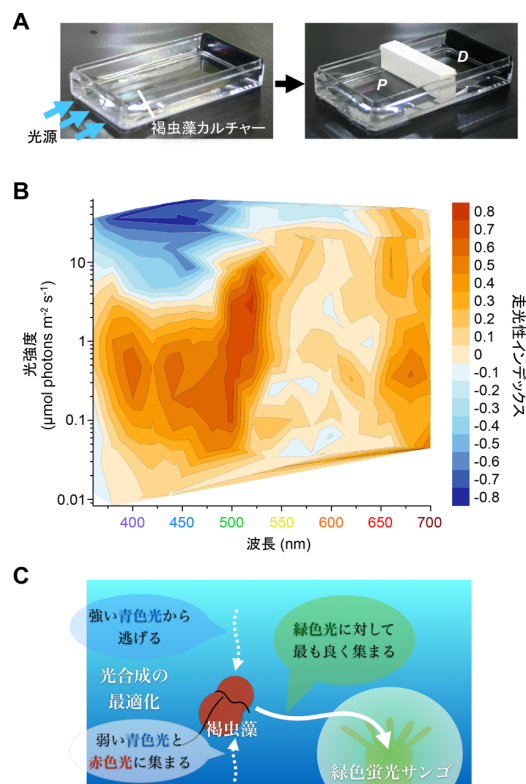 A
光源
褐虫藻カルチャー
P
D
B
光強度
(μmol photons m-2 s-1)
10
1
0.1
0.01
400
450
500
550
600
650
700
波長 (nm)
0.8
0.7
0.6
0.5
0.4
0.3
0.2
0.1
0
-0.1
-0.2
-0.3
-0.4
-0.5
-0.6
-0.7
-0.8
走光性インデックス
C
強い青色光から
逃げる
緑色光に対して
最も良く集まる
光合成の
最適化
褐虫藻
弱い青色光と
赤色光に集まる
緑色蛍光サンゴ